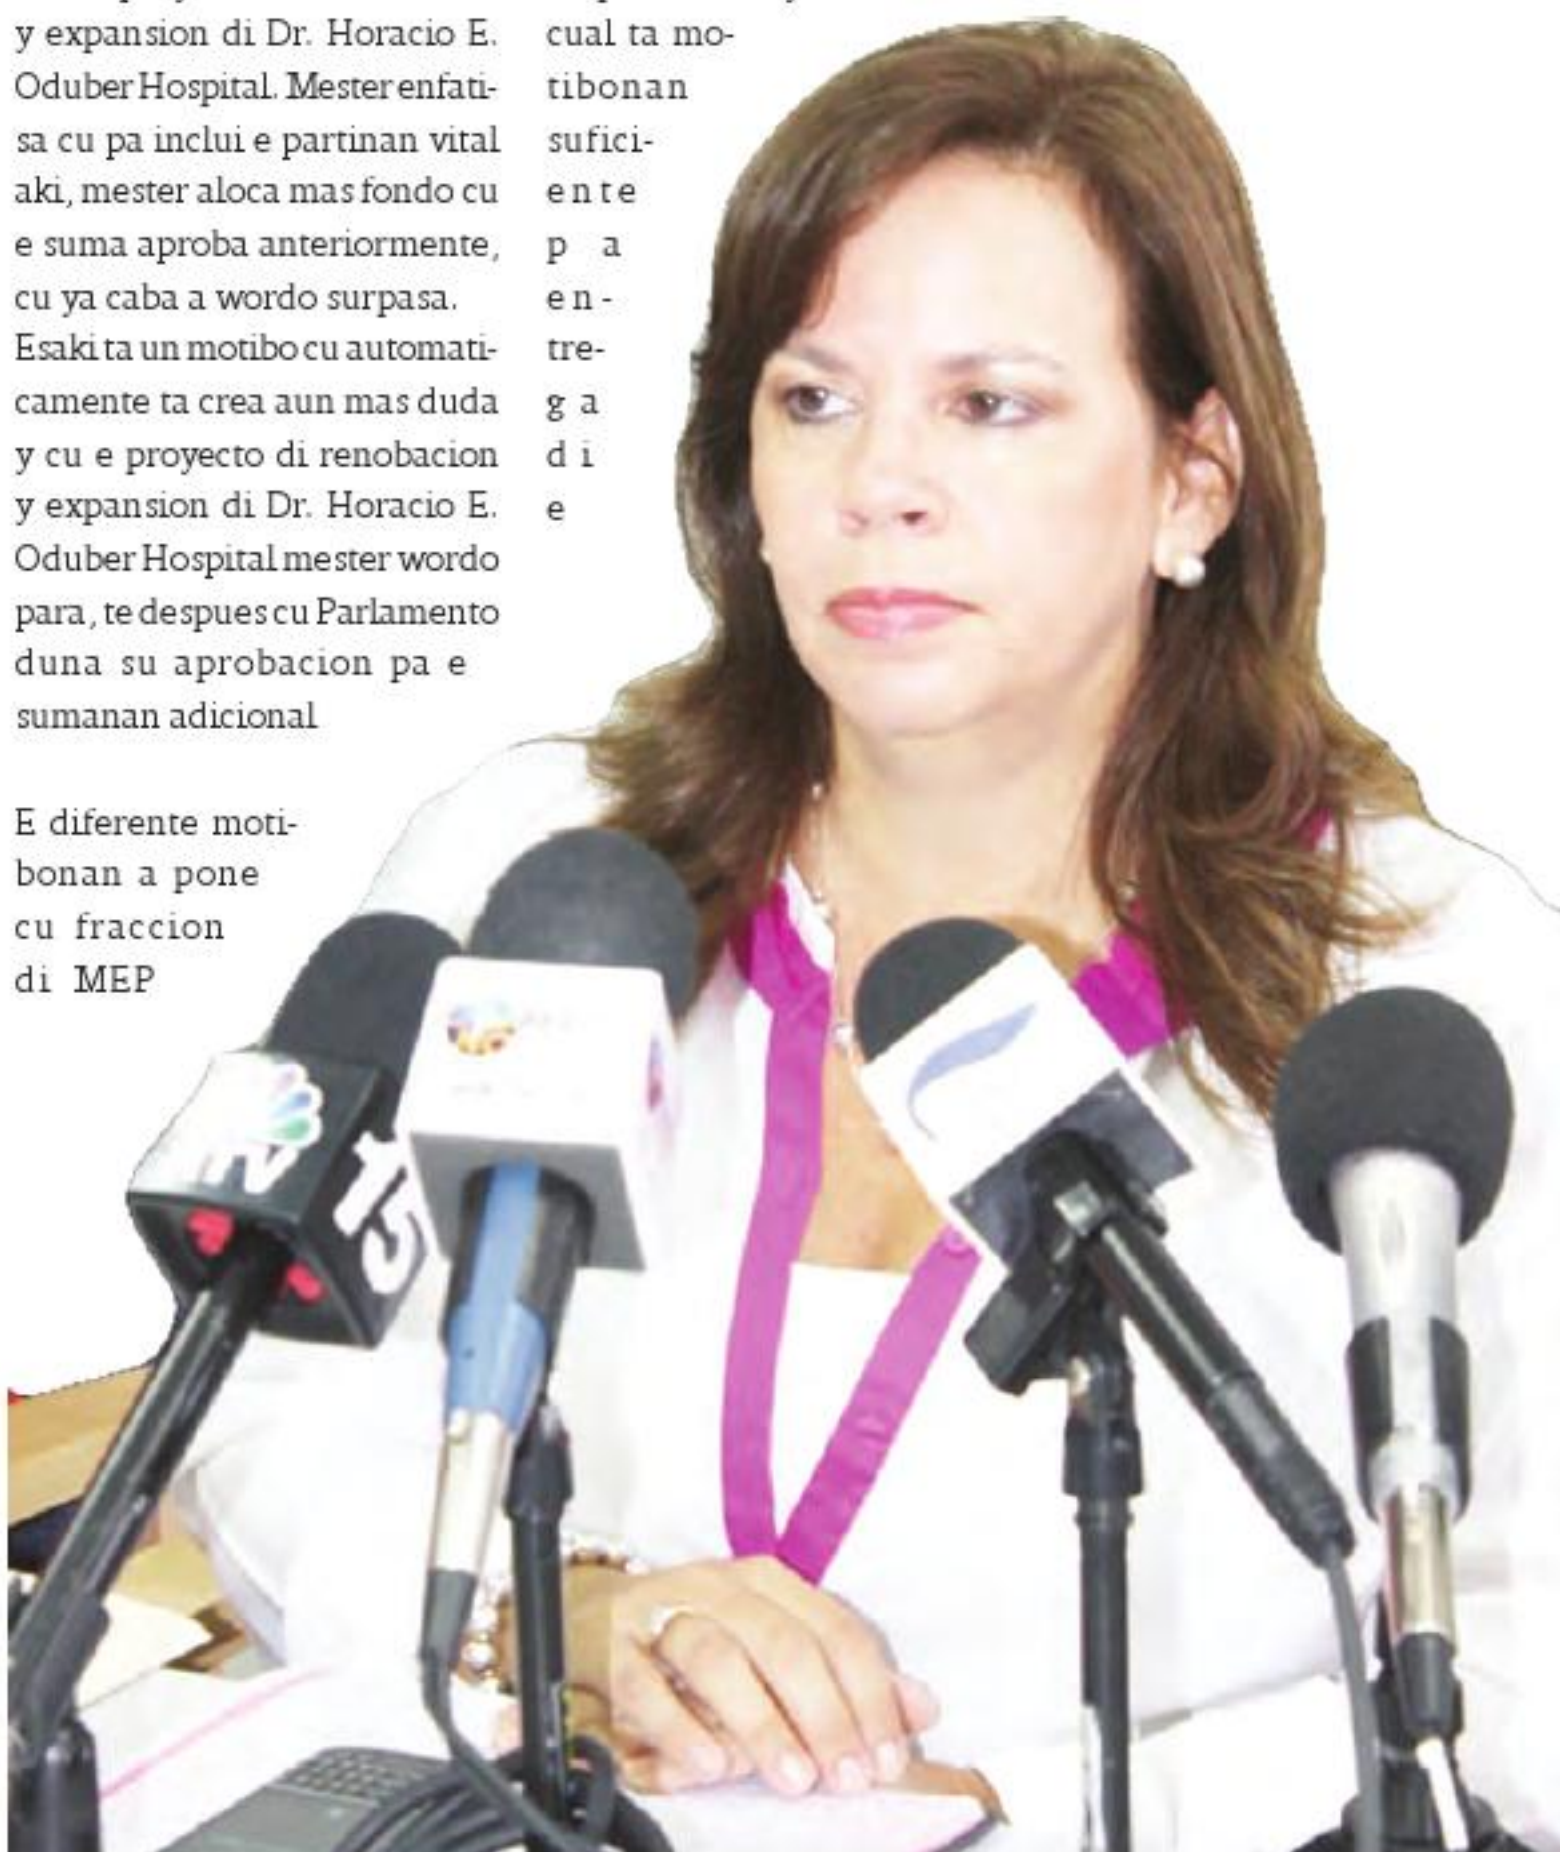 y expansion di Dr. Horacio E.
Oduber Hospital. Mester enfati-
sa cu pa inclui e partinan vital
aki, mester aloca mas fondo cu
e suma aproba anteriormente,
cu ya caba a wordo surpasa.
Esaki ta un motibo cu automati-
camente ta crea aun mas duda
y cu e proyecto di renobacion
y expansion di Dr. Horacio E.
Oduber Hospital mester wordo
para, te despues cu Parlamento
duna su aprobacion pa e
sumanan adicional
E diferente moti-
bonan a pone
cu fraccion
di MEP
cual ta mo-
tibonan
sufici-
ente
p a
en-
tre-
g a
d i
e
TV
13